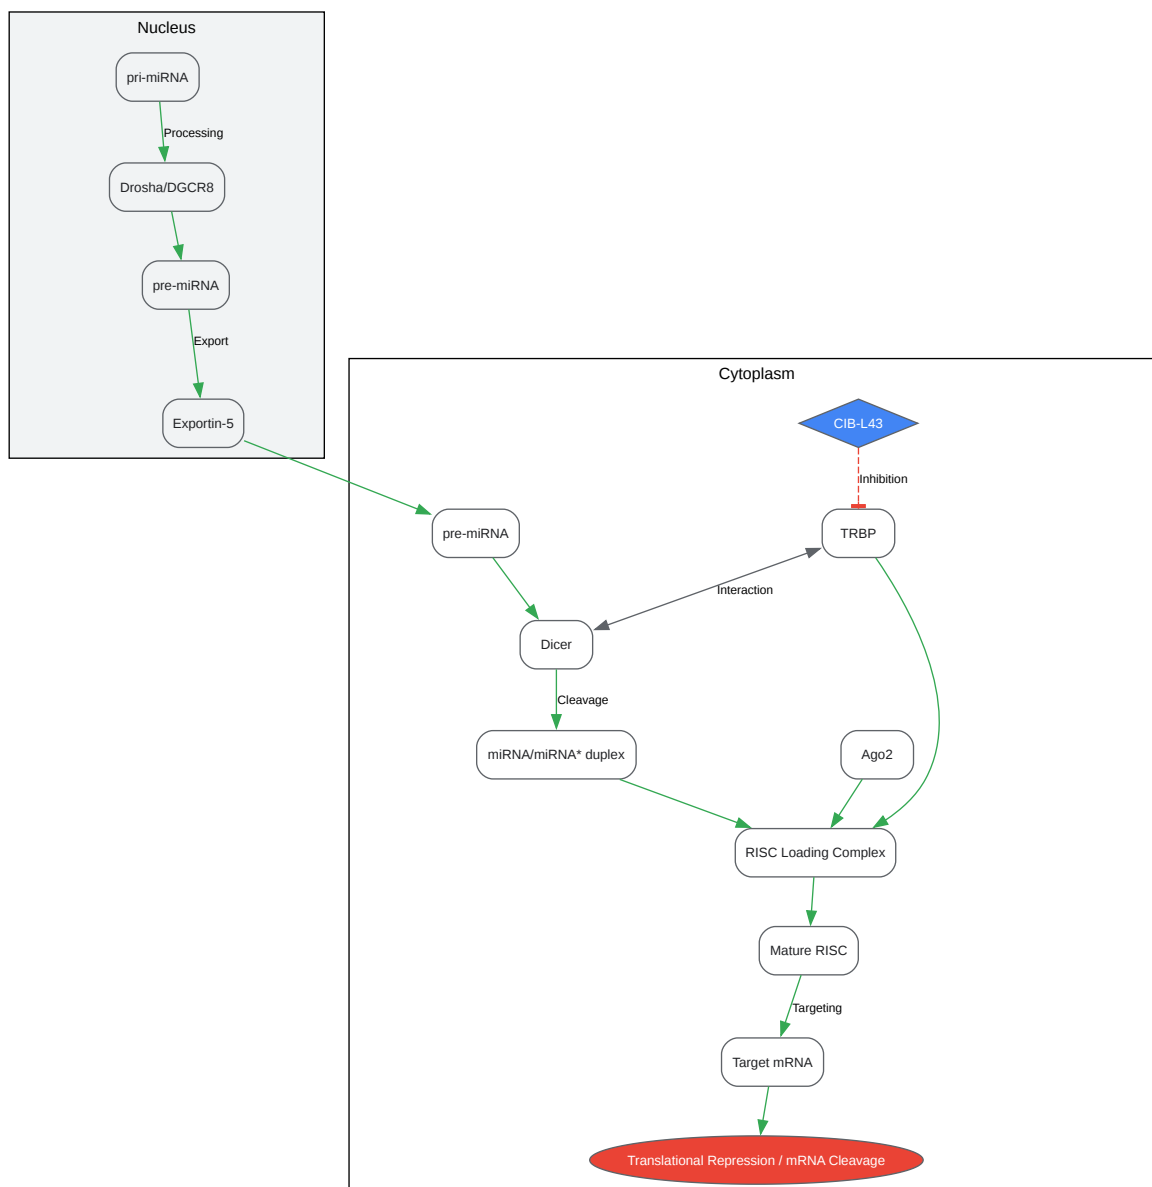 Nucleus
pri-miRNA
Processing
Drosha/DGCR8
pre-miRNA
Export
Exportin-5
Cytoplasm
CIB-L43
Inhibition
pre-miRNA
TRBP
Interaction
Dicer
Cleavage
miRNA/miRNA* duplex
Ago2
RISC Loading Complex
Mature RISC
Targeting
Target mRNA
Translational Repression / mRNA Cleavage